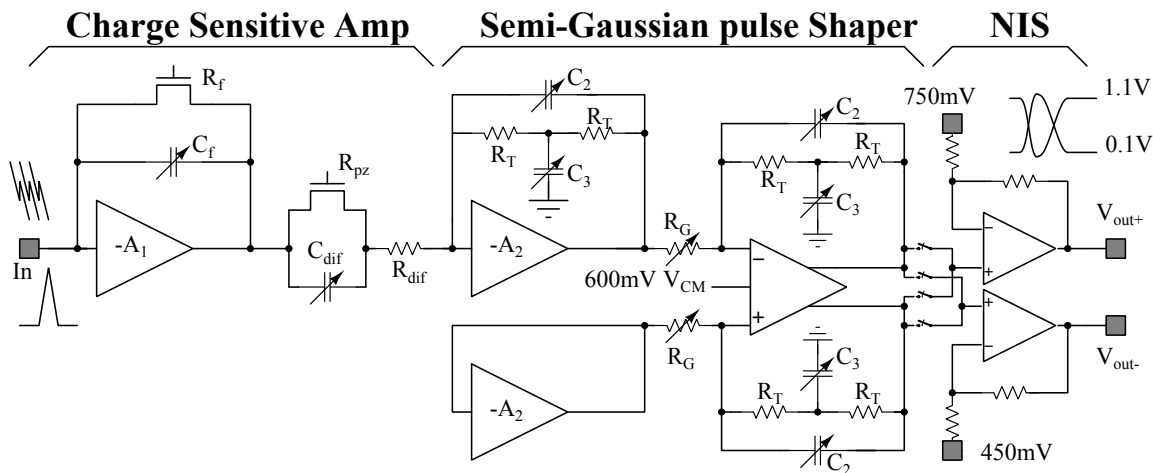 Charge Sensitive Amp
Semi-Gaussian pulse Shaper
NIS
R_f
C_f
R_pz
In
-A_1
C_dif
R_dif
C_2
R_T
R_T
C_3
-A_2
R_G
600mV V_CM
R_G
-A_2
C_2
R_T
R_T
C_3
−
+
C_3
R_T
R_T
C_2
750mV
1.1V
0.1V
−
+
V_out+
+
−
V_out-
450mV